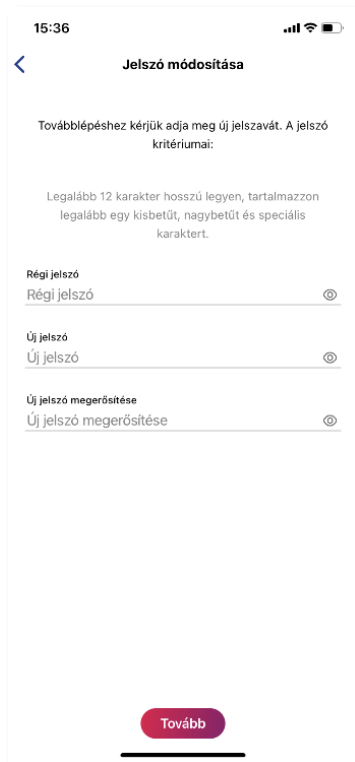 15:36
Jelszó módosítása
Továbblépéshez kérjük adja meg új jelszavát. A jelszó
kritériumai:
Legalább 12 karakter hosszú legyen, tartalmazzon
legalább egy kisbetűt, nagybetűt és speciális
karaktert.
Régi jelszó
Régi jelszó
Új jelszó
Új jelszó
Új jelszó megerősítése
Új jelszó megerősítése
Tovább